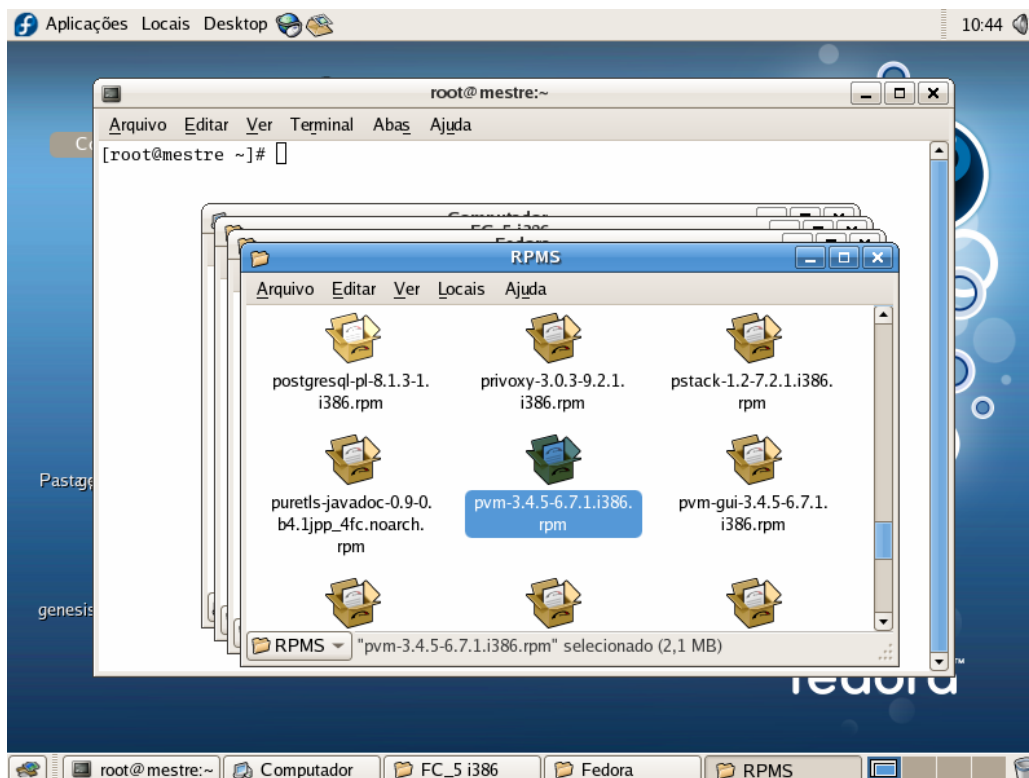 Aplicações Locais Desktop 10:44
root@mestre:~
Arquivo Editar Ver Terminal Abas Ajuda
[root@mestre ~]#
Computador
FC_5 i386
Fedora
RPMS
Arquivo Editar Ver Locais Ajuda
postgresql-pl-8.1.3-1.
i386.rpm
privoxy-3.0.3-9.2.1.
i386.rpm
pstack-1.2-7.2.1.i386.
rpm
puretls-javadoc-0.9-0.
b4.1jpp_4fc.noarch.
rpm
pvm-3.4.5-6.7.1.i386.
rpm
pvm-gui-3.4.5-6.7.1.
i386.rpm
RPMS "pvm-3.4.5-6.7.1.i386.rpm" selecionado (2,1 MB)
genesis
fedora™
root@mestre:~ Computador FC_5 i386 Fedora RPMS